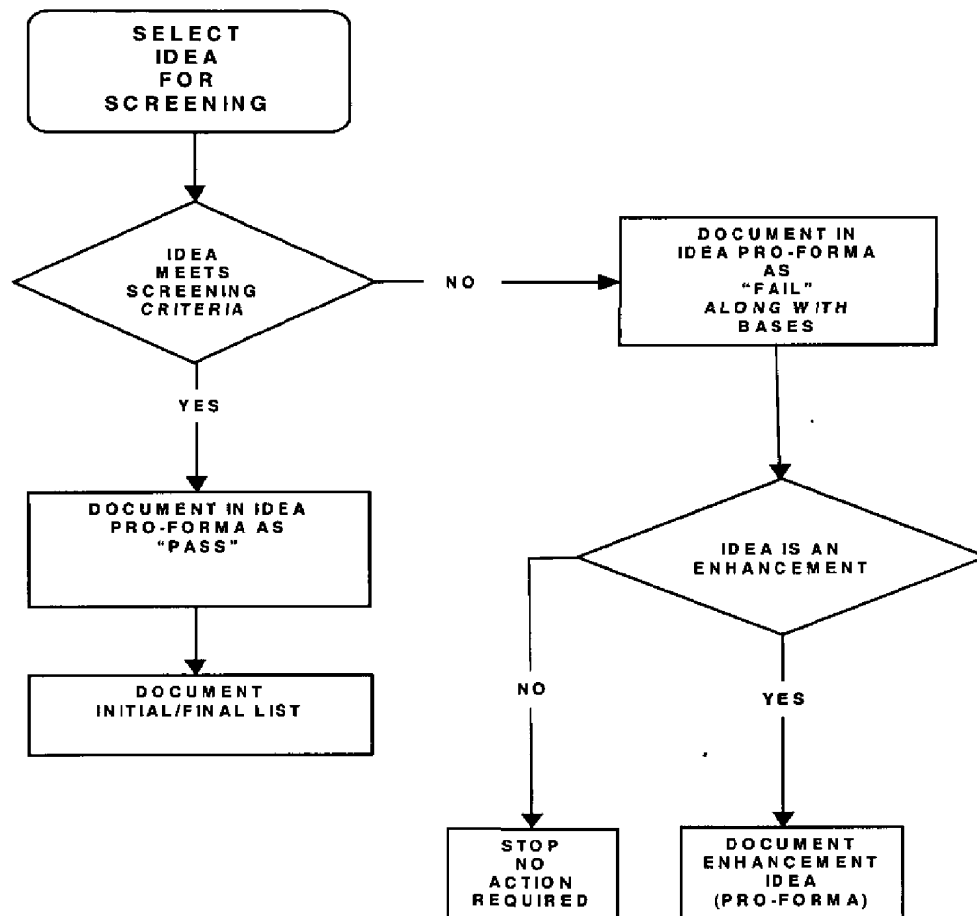 SELECT
IDEA
FOR
SCREENING
IDEA
MEETS
SCREENING
CRITERIA
NO
DOCUMENT IN
IDEA PRO-FORMA
AS
“FAIL”
ALONG WITH
BASES
YES
DOCUMENT IN IDEA
PRO-FORMA AS
“PASS”
IDEA IS AN
ENHANCEMENT
DOCUMENT
INITIAL/FINAL LIST
NO
YES
STOP
NO
ACTION
REQUIRED
DOCUMENT
ENHANCEMENT
IDEA
(PRO-FORMA)